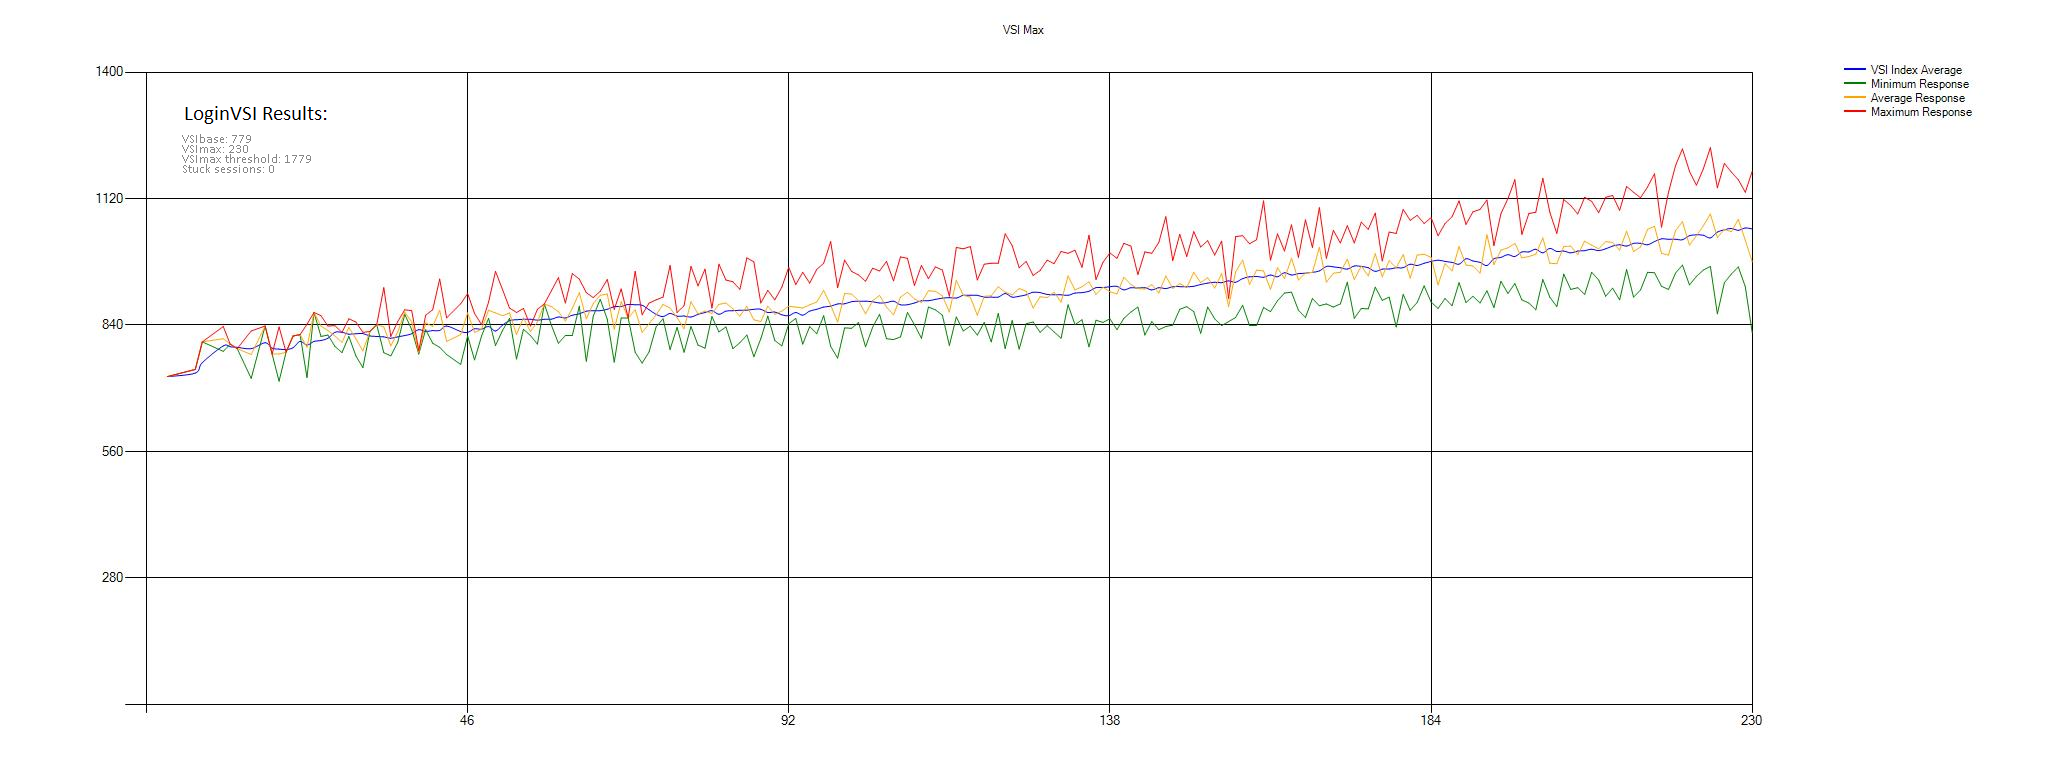 VSI Max
1400
1120
840
560
280
46
92
138
184
230
LoginVSI Results:
VSIbase: 779
VSImax: 230
VSImax threshold: 1779
Stuck sessions: 0
VSI Index Average
Minimum Response
Average Response
Maximum Response